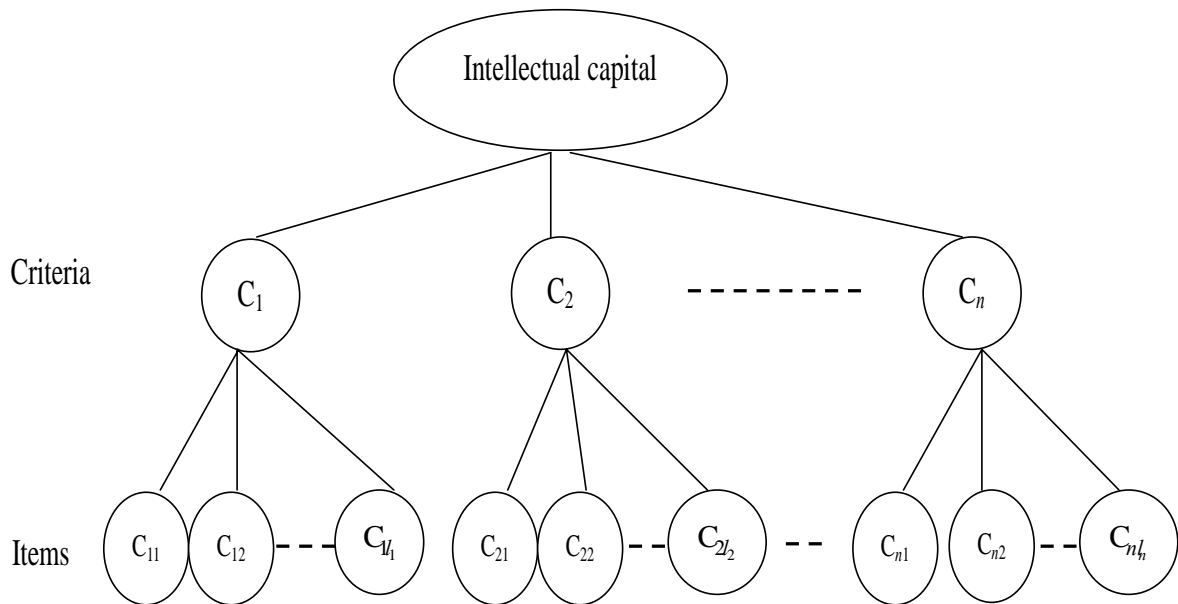 Intellectual capital
Criteria C₁ C₂ Cₙ
Items C₁₁ C₁₂ C₁l₁ C₂₁ C₂₂ C₂l₂ Cₙ₁ Cₙ₂ Cₙlₙ